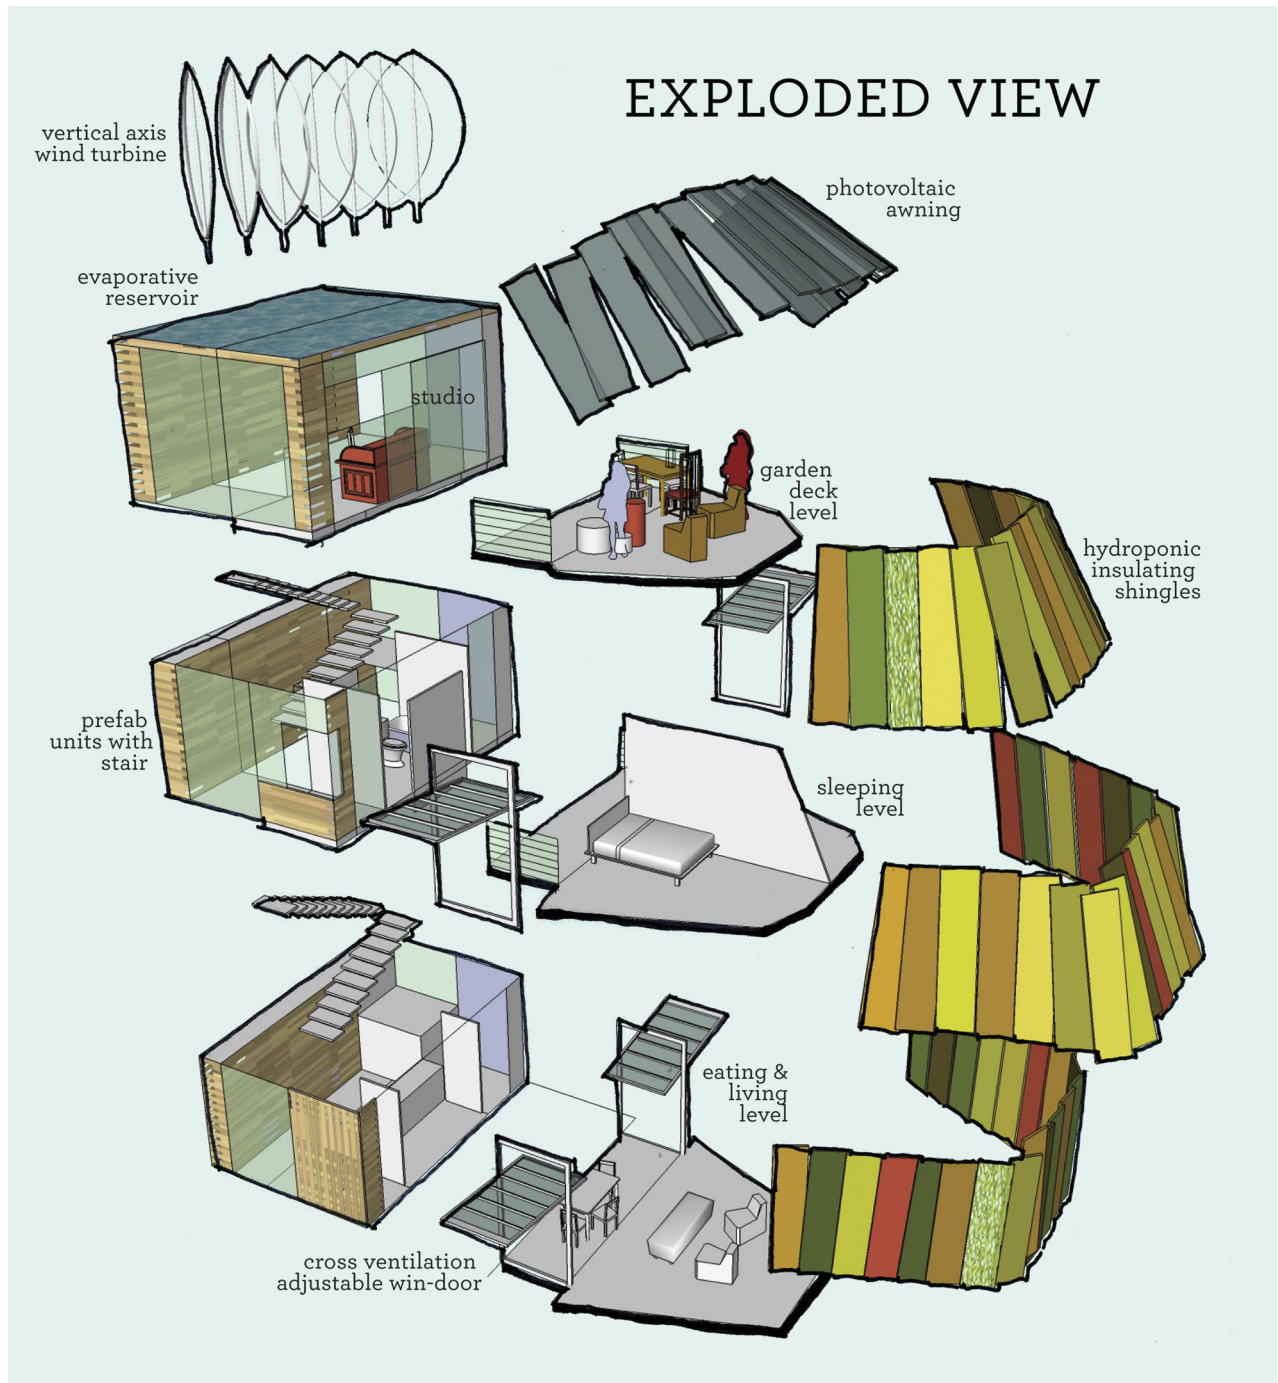 EXPLODED VIEW
vertical axis
wind turbine
photovoltaic
awning
evaporative
reservoir
studio
garden
deck
level
hydroponic
insulating
shingles
prefab
units with
stair
sleeping
level
eating &
living
level
cross ventilation
adjustable win-door